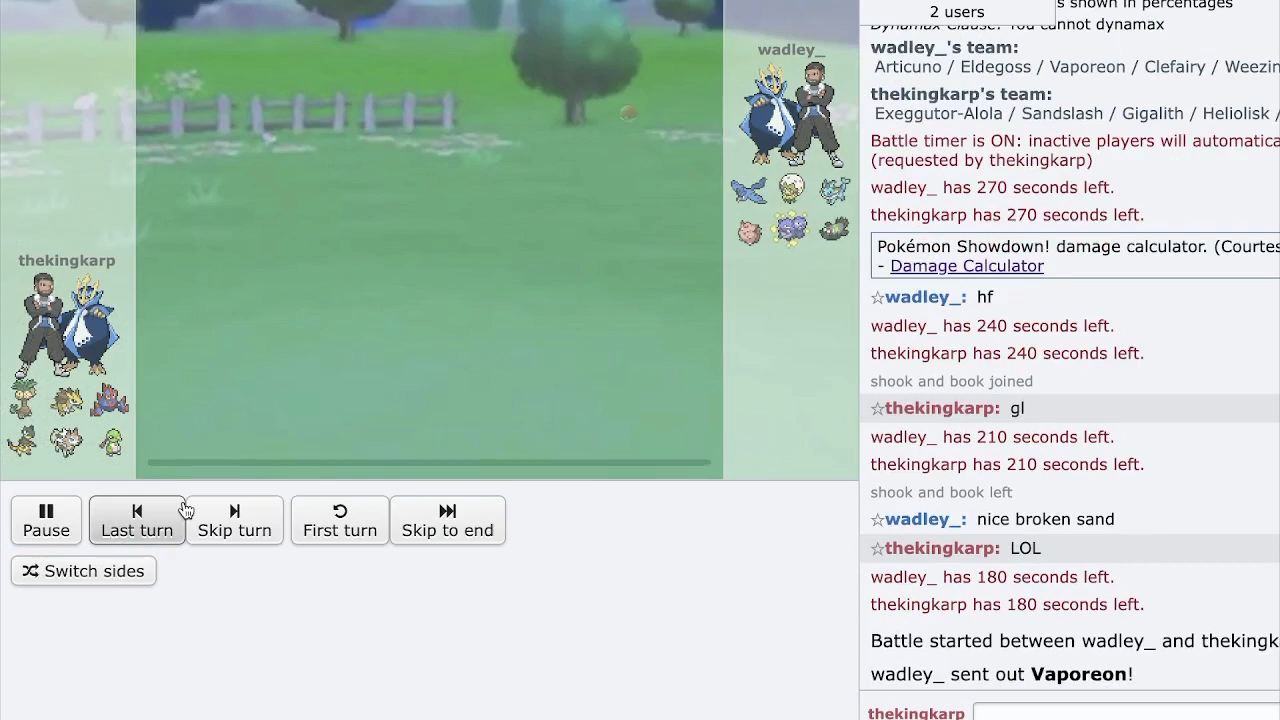 wadley_
thekingkarp
Pause
Last turn
Skip turn
First turn
Skip to end
Switch sides
2 users
s shown in percentages
cannot dynamax
wadley_'s team:
Articuno / Eldegoss / Vaporeon / Clefairy / Weezin
thekingkarp's team:
Exeggutor-Alola / Sandslash / Gigalith / Heliolisk /
Battle timer is ON: inactive players will automatica
(requested by thekingkarp)
wadley_ has 270 seconds left.
thekingkarp has 270 seconds left.
Pokémon Showdown! damage calculator. (Courtes
- Damage Calculator
☆wadley_: hf
wadley_ has 240 seconds left.
thekingkarp has 240 seconds left.
shook and book joined
☆thekingkarp: gl
wadley_ has 210 seconds left.
thekingkarp has 210 seconds left.
shook and book left
☆wadley_: nice broken sand
☆thekingkarp: LOL
wadley_ has 180 seconds left.
thekingkarp has 180 seconds left.
Battle started between wadley_ and thekingk
wadley_ sent out Vaporeon!
thekingkarp